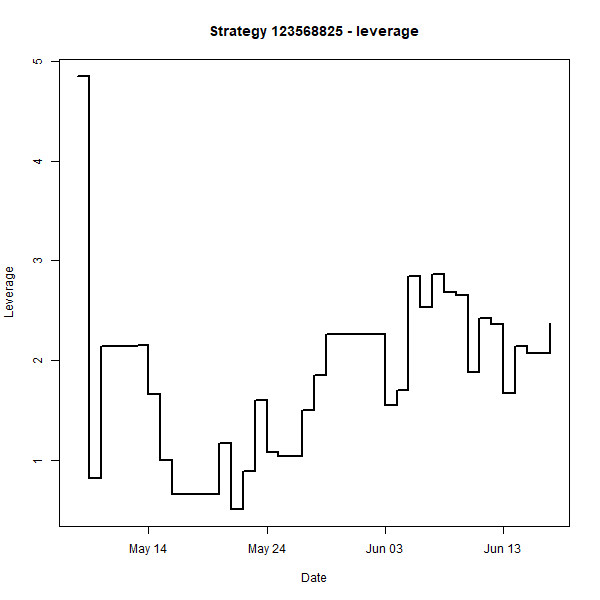 Strategy 123568825 - leverage
Leverage
5
4
3
2
1
May 14
May 24
Jun 03
Jun 13
Date